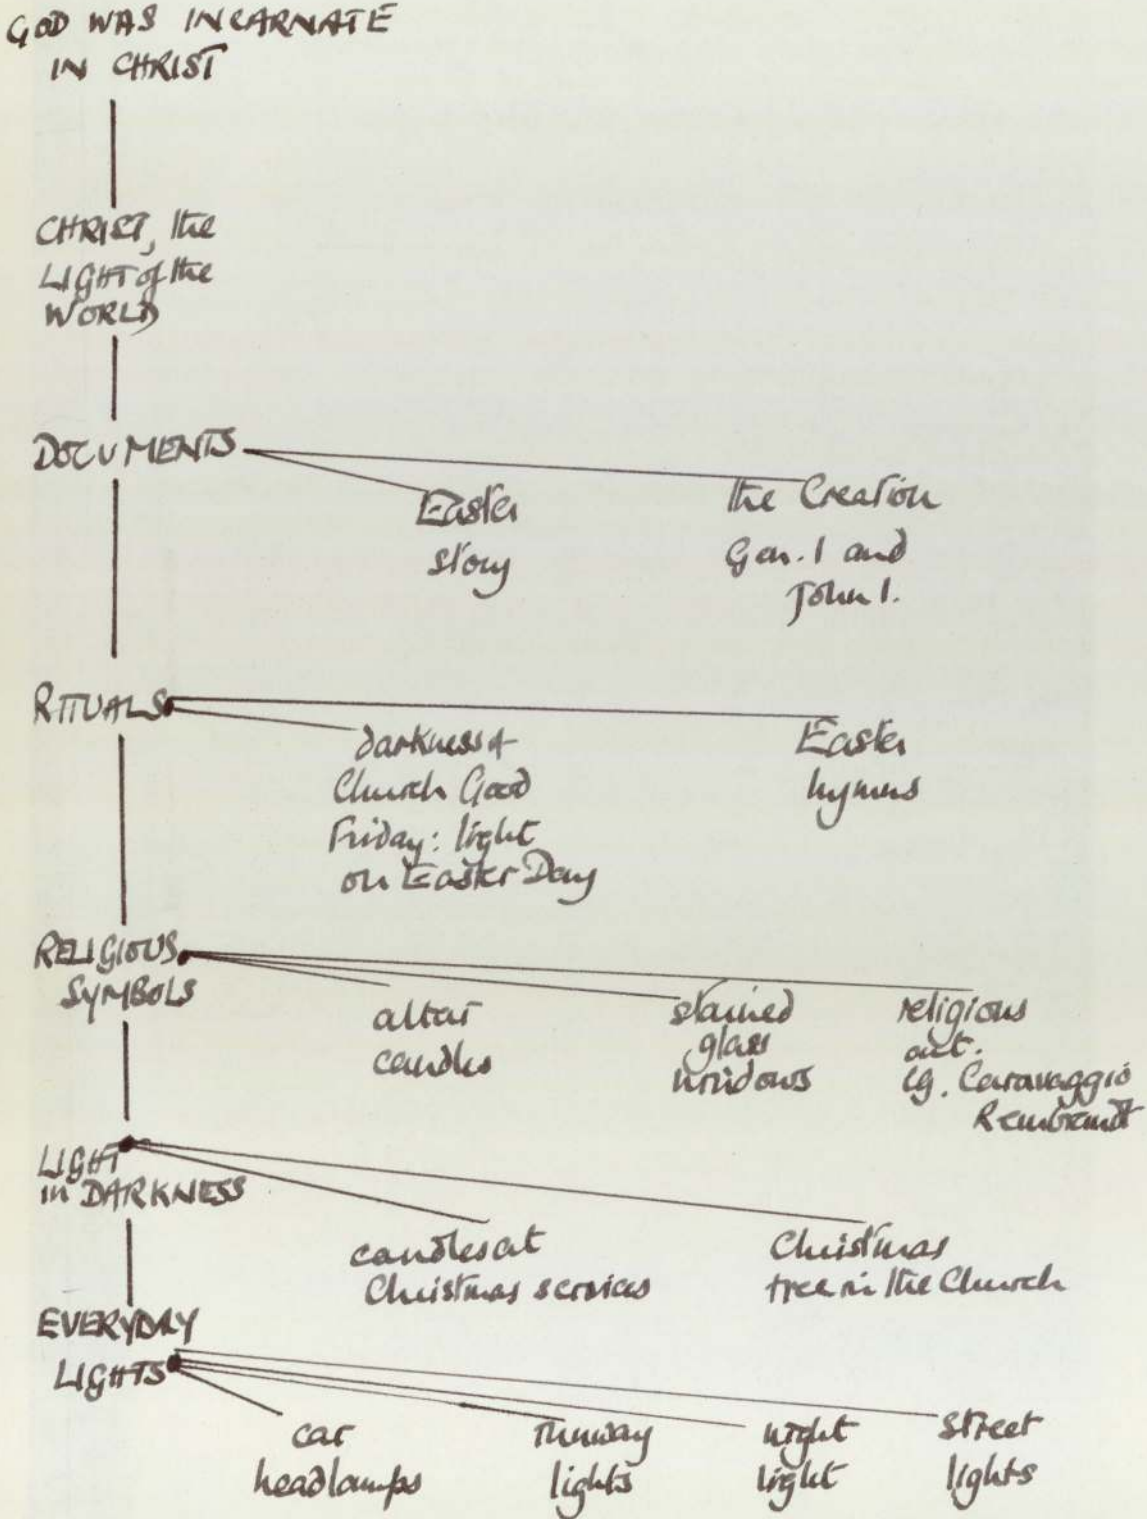 GOD WAS INCARNATE
IN CHRIST
CHRIST, the
LIGHT of the
WORLD
DOCUMENTS
Easter
story
the Creation
Gen. 1 and
John 1.
RITUALS
darkness of
Church Good
Friday: light
on Easter Day
Easter
hymns
RELIGIOUS
SYMBOLS
altar
candles
stained
glass
windows
religious
art.
eg. Caravaggio
Rembrandt
LIGHT
in DARKNESS
candles at
Christmas services
Christmas
tree in the Church
EVERYDAY
LIGHTS
car
headlamps
runway
lights
night
light
street
lights